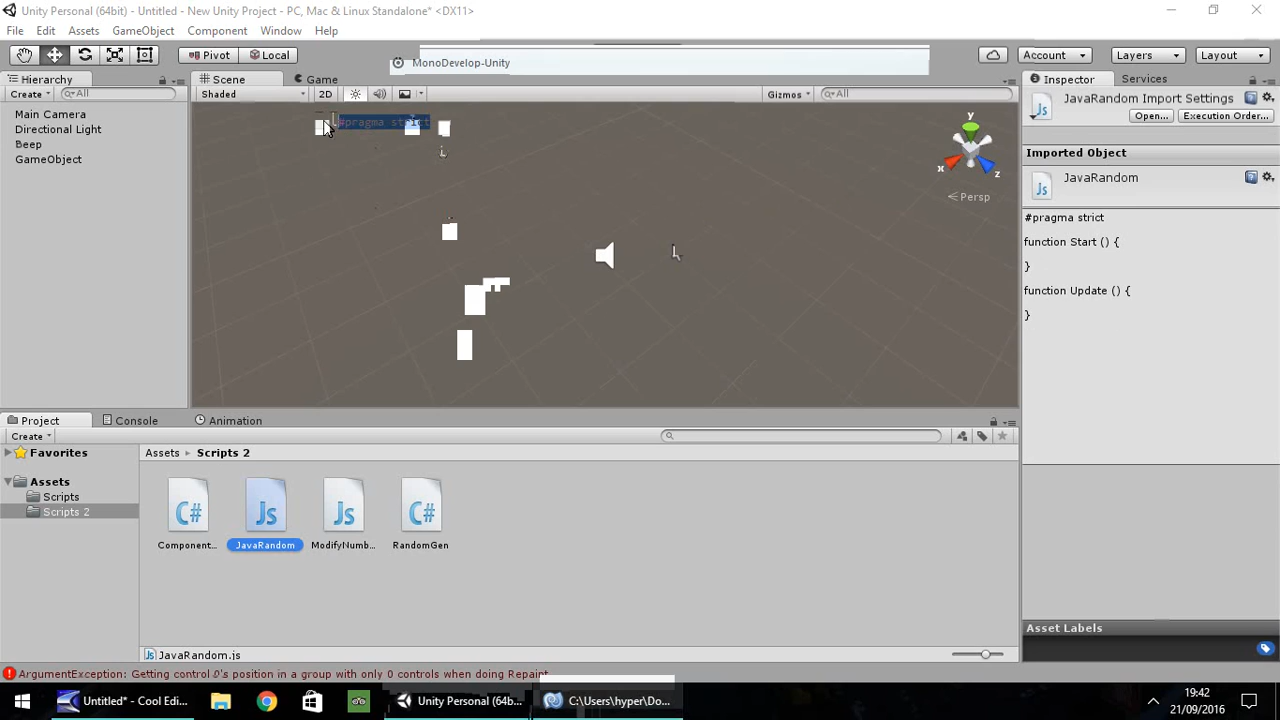 Unity Personal (64bit) - Untitled - New Unity Project - PC, Mac & Linux Standalone* <DX11>
File Edit Assets GameObject Component Window Help
Pivot Local Account Layers Layout
MonoDevelop-Unity
Hierarchy Scene Game Inspector Services
Create All Shaded 2D Gizmos All
JavaRandom Import Settings
Open... Execution Order...
Main Camera
Directional Light
Beep
GameObject
#pragma strict
y
x
z
Persp
Imported Object
JavaRandom
#pragma strict
function Start () {
}
function Update () {
}
Project Console Animation
Create
Favorites
Assets
Scripts
Scripts 2
Assets Scripts 2
C# Js Js C#
Component... JavaRandom ModifyNumb... RandomGen
JavaRandom.js
Asset Labels
ArgumentException: Getting control 0's position in a group with only 0 controls when doing Repaint
Untitled* - Cool Edi... Unity Personal (64b... C:\Users\hyper\Do...
19:42
21/09/2016